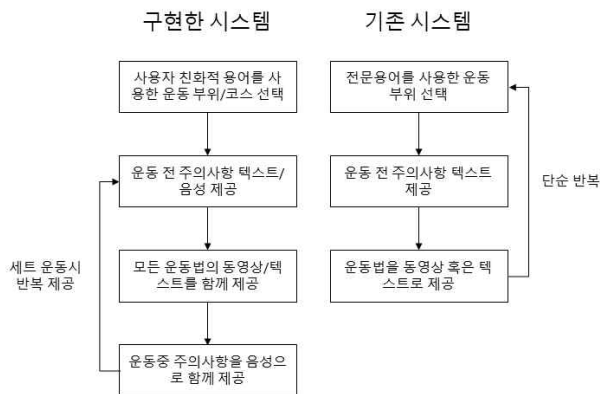 구현한 시스템
기존 시스템
사용자 친화적 용어를 사
용한 운동 부위/코스 선택
전문용어를 사용한 운동
부위 선택
운동 전 주의사항 텍스트/
음성 제공
운동 전 주의사항 텍스트
제공
단순 반복
세트 운동시
반복 제공
모든 운동법의 동영상/텍
스트를 함께 제공
운동법을 동영상 혹은 텍
스트로 제공
운동중 주의사항을 음성으
로 함께 제공